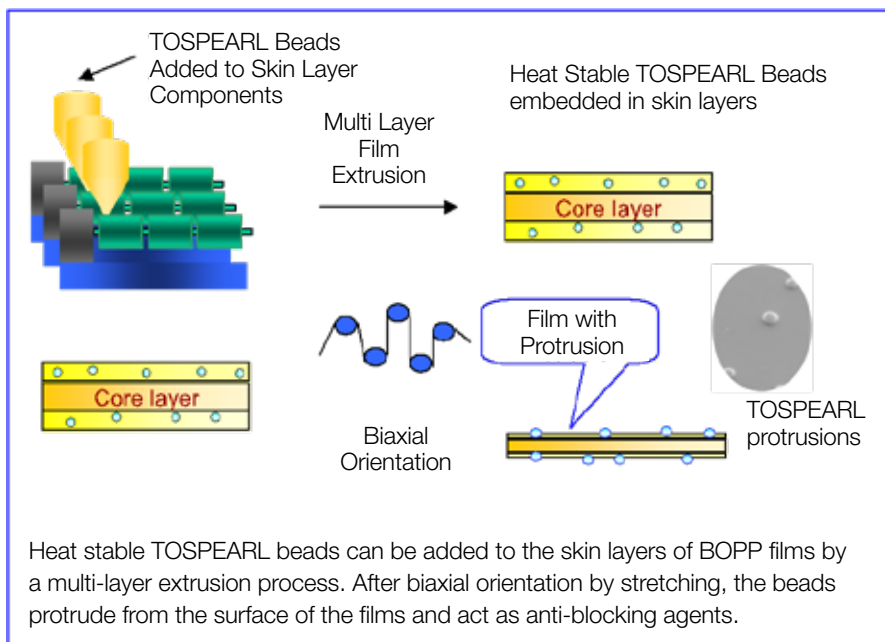 TOSPEARL Beads
Added to Skin Layer
Components
Multi Layer
Film
Extrusion
Heat Stable TOSPEARL Beads
embedded in skin layers
Core layer
Core layer
Biaxial
Orientation
Film with
Protrusion
TOSPEARL
protrusions
Heat stable TOSPEARL beads can be added to the skin layers of BOPP films by
a multi-layer extrusion process. After biaxial orientation by stretching, the beads
protrude from the surface of the films and act as anti-blocking agents.